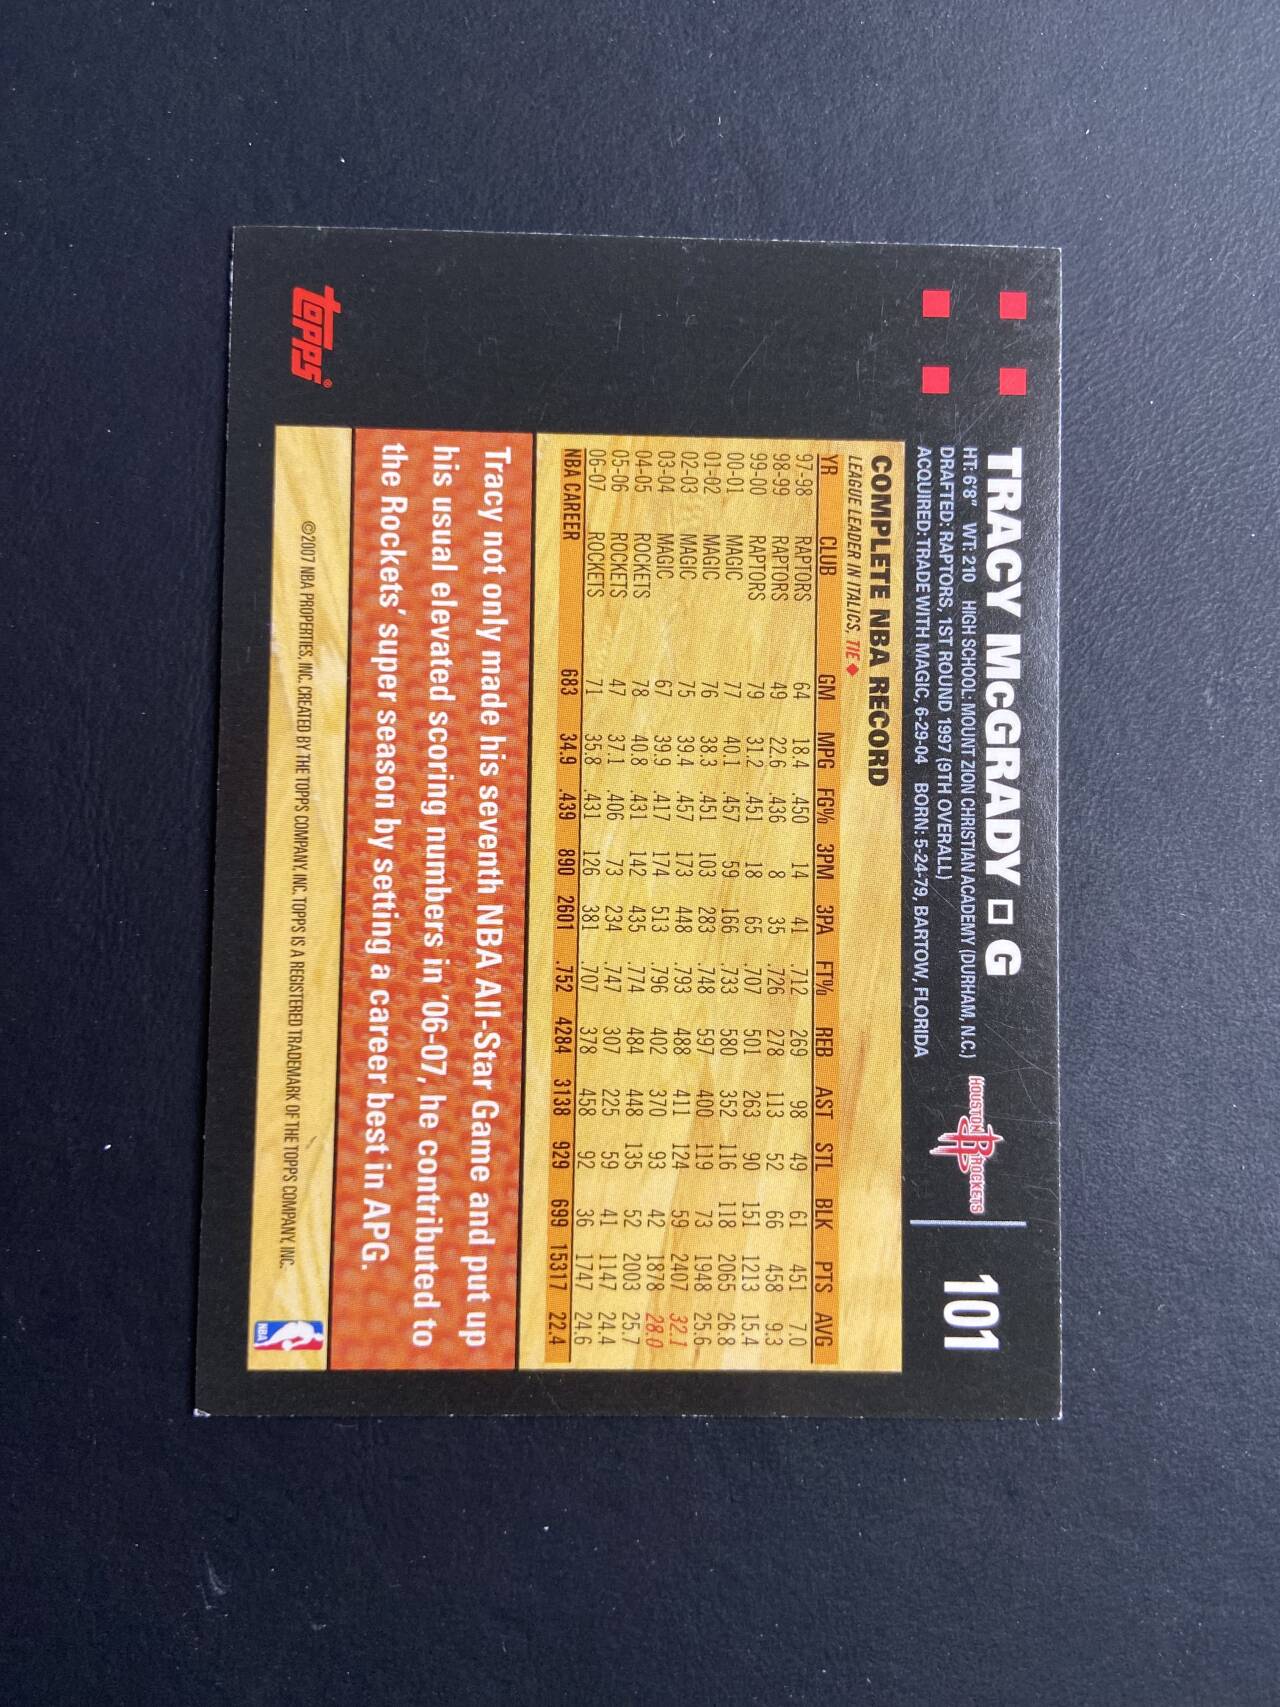 TRACY McGRADY □ G
HT: 6'8" WT: 210 HIGH SCHOOL: MOUNT ZION CHRISTIAN ACADEMY (DURHAM, N.C.)
DRAFTED: RAPTORS, 1ST ROUND 1997 (9TH OVERALL)
ACQUIRED: TRADE WITH MAGIC, 6-29-04 BORN: 5-24-79, BARTOW, FLORIDA
HOUSTON ROCKETS
101
COMPLETE NBA RECORD
LEAGUE LEADER IN ITALICS, TIE ◆
YR CLUB GM MPG FG% 3PM 3PA FT% REB AST STL BLK PTS AVG
97-98 RAPTORS 64 18.4 .450 14 41 .712 269 98 49 61 451 7.0
98-99 RAPTORS 49 22.6 .436 8 35 .726 278 113 52 66 458 9.3
99-00 RAPTORS 79 31.2 .451 18 65 .707 501 263 90 151 1213 15.4
00-01 MAGIC 77 40.1 .457 59 166 .733 580 352 116 118 2065 26.8
01-02 MAGIC 76 38.3 .451 103 283 .748 597 400 119 73 1948 25.6
02-03 MAGIC 75 39.4 .457 173 448 .793 488 411 124 59 2407 32.1
03-04 MAGIC 67 39.9 .417 174 513 .796 402 370 93 42 1878 28.0
04-05 ROCKETS 78 40.8 .431 142 435 .774 484 448 135 52 2003 25.7
05-06 ROCKETS 47 37.1 .406 73 234 .747 307 225 59 41 1147 24.4
06-07 ROCKETS 71 35.8 .431 126 381 .707 378 458 92 36 1747 24.6
NBA CAREER 683 34.9 .439 890 2601 .752 4284 3138 929 699 15317 22.4
Tracy not only made his seventh NBA All-Star Game and put up
his usual elevated scoring numbers in '06-07, he contributed to
the Rockets' super season by setting a career best in APG.
©2007 NBA PROPERTIES, INC. CREATED BY THE TOPPS COMPANY, INC. TOPPS IS A REGISTERED TRADEMARK OF THE TOPPS COMPANY, INC.
NBA
TOPPS®